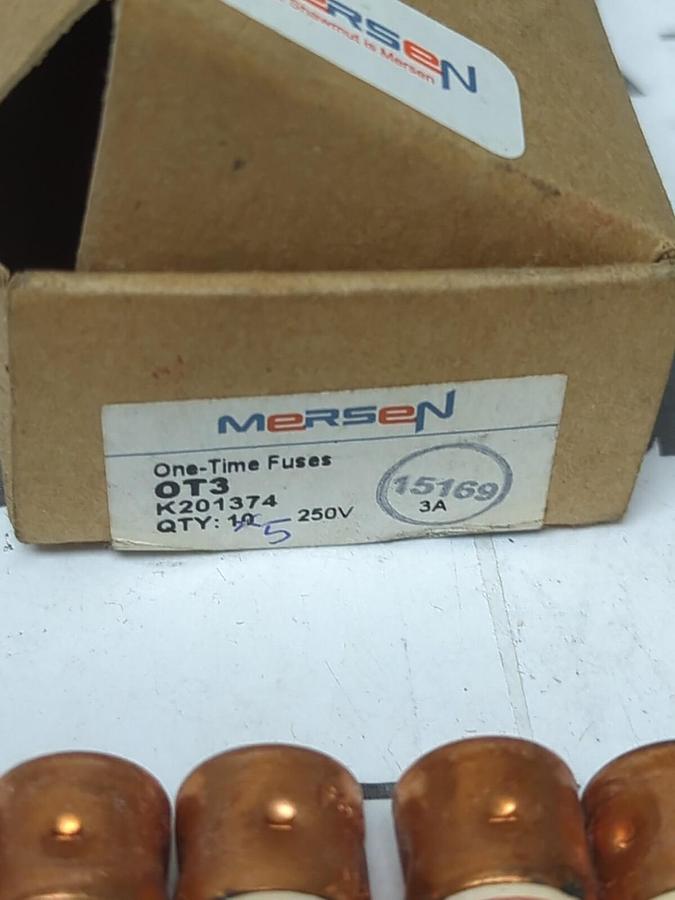 MERSEN
Shawmut is Mersen
MERSEN
One-Time Fuses
OT3
K201374
QTY: 10 5 250V
15169
3A